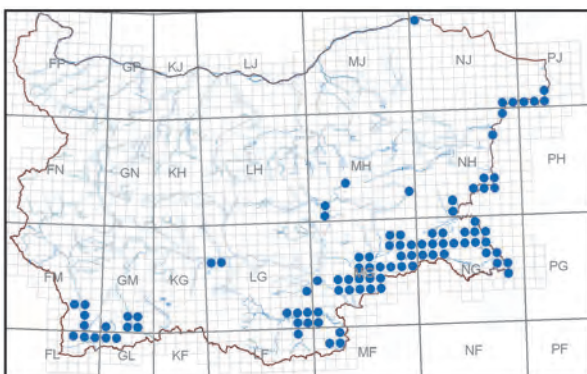 FP GP KJ LJ MJ NJ PJ
FN GN KH LH MH NH PH
FM GM KG LG NG PG
FL GL KF LF MF NF PF